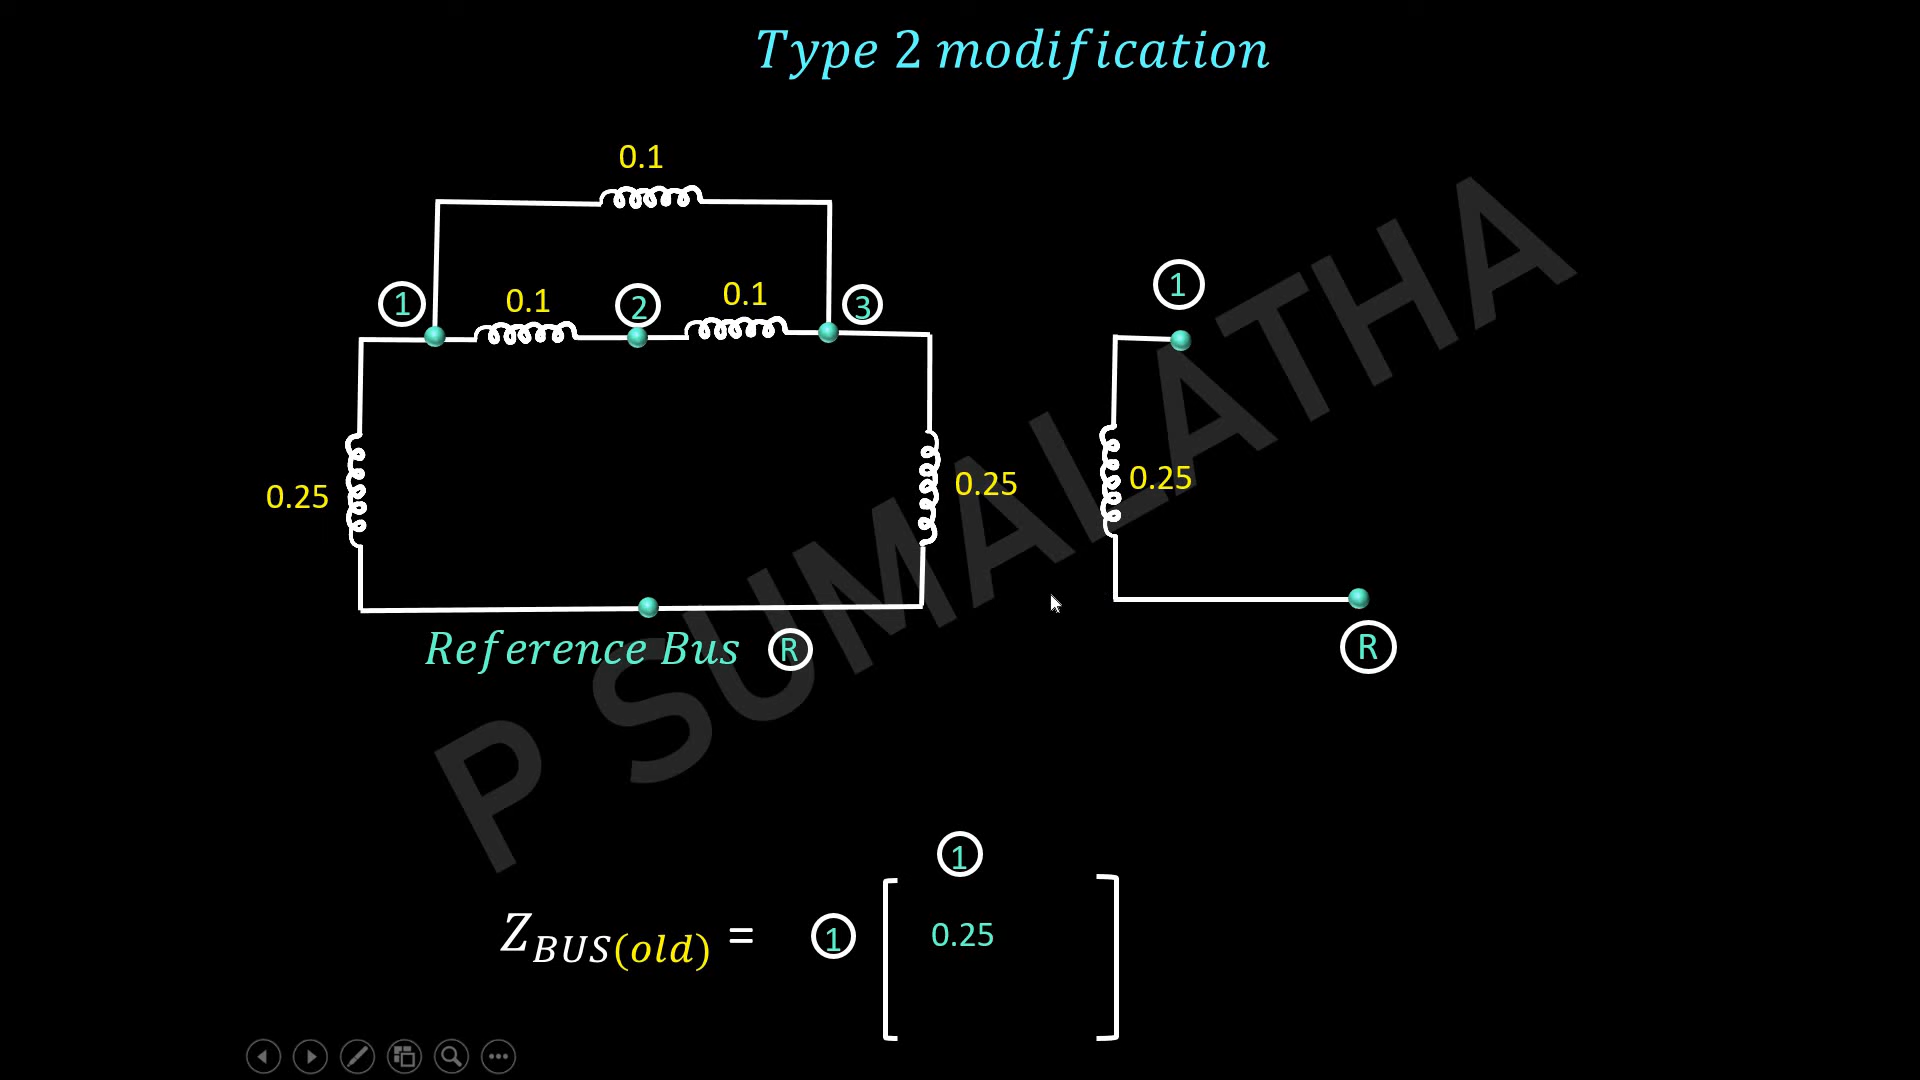 Type 2 modification
0.1
1
0.1
2
0.1
3
1
0.25
0.25
0.25
Reference Bus R
R
P SUMALATHA
1
Z_BUS(old) = 1 0.25